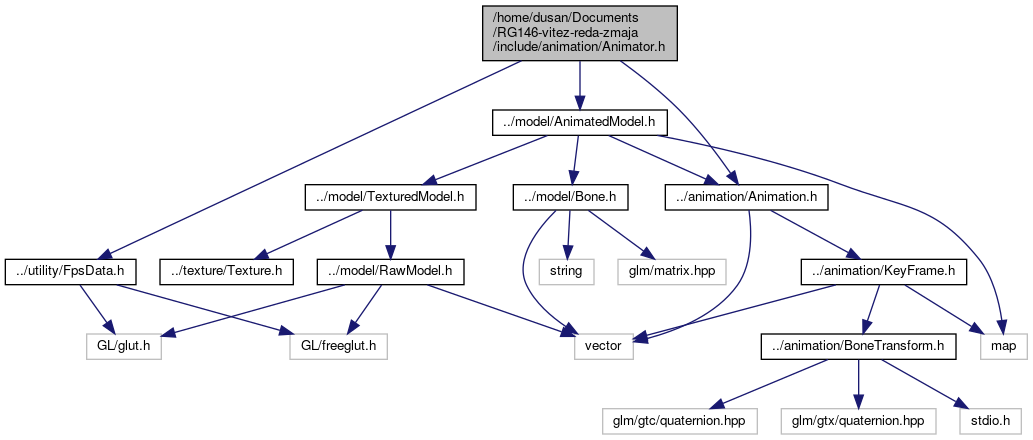 /home/dusan/Documents
/RG146-vitez-reda-zmaja
/include/animation/Animator.h
../model/AnimatedModel.h
../model/TexturedModel.h
../model/Bone.h
../animation/Animation.h
../utility/FpsData.h
../texture/Texture.h
../model/RawModel.h
string
glm/matrix.hpp
../animation/KeyFrame.h
GL/glut.h
GL/freeglut.h
vector
../animation/BoneTransform.h
map
glm/gtc/quaternion.hpp
glm/gtx/quaternion.hpp
stdio.h